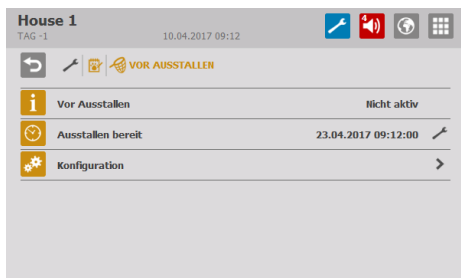 House 1
TAG -1 10.04.2017 09:12 4
VOR AUSSTALLEN
Vor Ausstallen Nicht aktiv
Ausstallen bereit 23.04.2017 09:12:00
Konfiguration